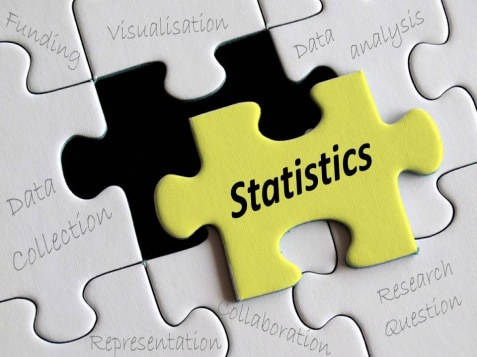 Funding
Visualisation
Data analysis
Statistics
Data
Collection
Research
Question
Collaboration
Representation